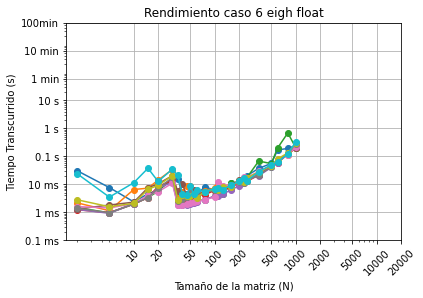 Rendimiento caso 6 eigh float
Tiempo Transcurrido (s)
100min
10 min
1 min
10 s
1 s
0.1 s
10 ms
1 ms
0.1 ms
10
20
50
100
200
500
1000
2000
5000
10000
20000
Tamaño de la matriz (N)